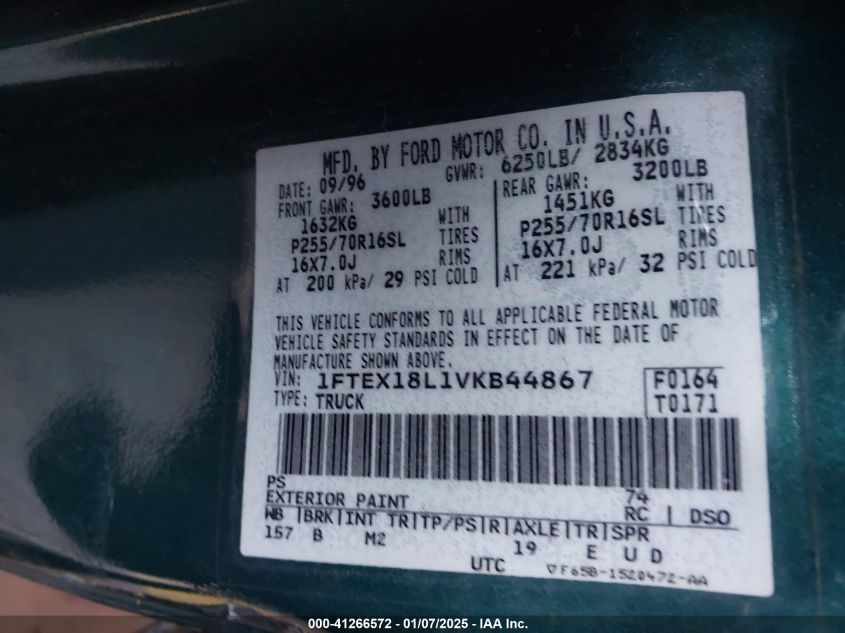 MFD. BY FORD MOTOR CO. IN U.S.A.
DATE: 09/96 GVWR: 6250LB/ 2834KG
FRONT GAWR: 3600LB REAR GAWR: 3200LB
1632KG WITH 1451KG WITH
P255/70R16SL TIRES P255/70R16SL TIRES
16X7.0J RIMS 16X7.0J RIMS
AT 200 kPa/ 29 PSI COLD AT 221 kPa/ 32 PSI COLD
THIS VEHICLE CONFORMS TO ALL APPLICABLE FEDERAL MOTOR
VEHICLE SAFETY STANDARDS IN EFFECT ON THE DATE OF
MANUFACTURE SHOWN ABOVE.
VIN: 1FTEX18L1VKB44867 F0164
TYPE: TRUCK T0171
PS 74
EXTERIOR PAINT RC DSO
WB BRK INT TR TP/PS R AXLE TR SPR
157 B M2 19 E U D
UTC ▽F65B-1520472-AA
000-41266572 - 01/07/2025 - IAA Inc.